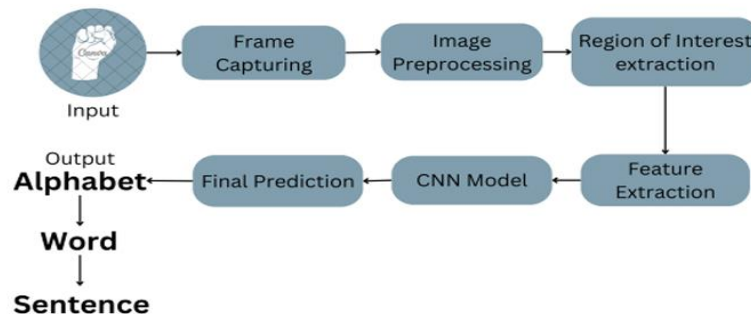 Canva
Input
Frame
Capturing
Image
Preprocessing
Region of Interest
extraction
Feature
Extraction
CNN Model
Final Prediction
Output
Alphabet
Word
Sentence